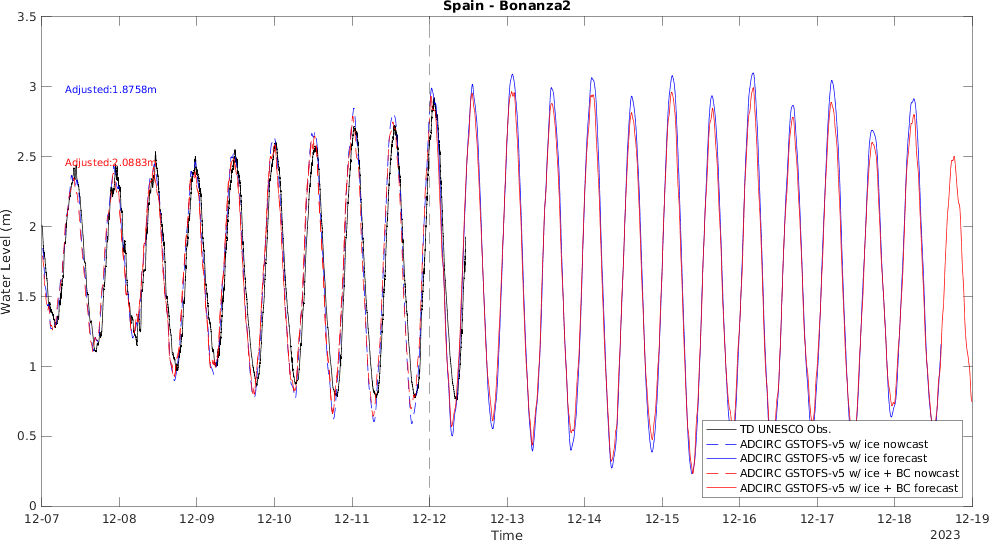 Spain - Bonanza2
3.5
3
2.5
2
1.5
1
0.5
0
Water Level (m)
Adjusted:1.8758m
Adjusted:2.0883m
TD UNESCO Obs.
ADCIRC GSTOFS-v5 w/ ice nowcast
ADCIRC GSTOFS-v5 w/ ice forecast
ADCIRC GSTOFS-v5 w/ ice + BC nowcast
ADCIRC GSTOFS-v5 w/ ice + BC forecast
12-07 12-08 12-09 12-10 12-11 12-12 12-13 12-14 12-15 12-16 12-17 12-18 12-19
Time
2023